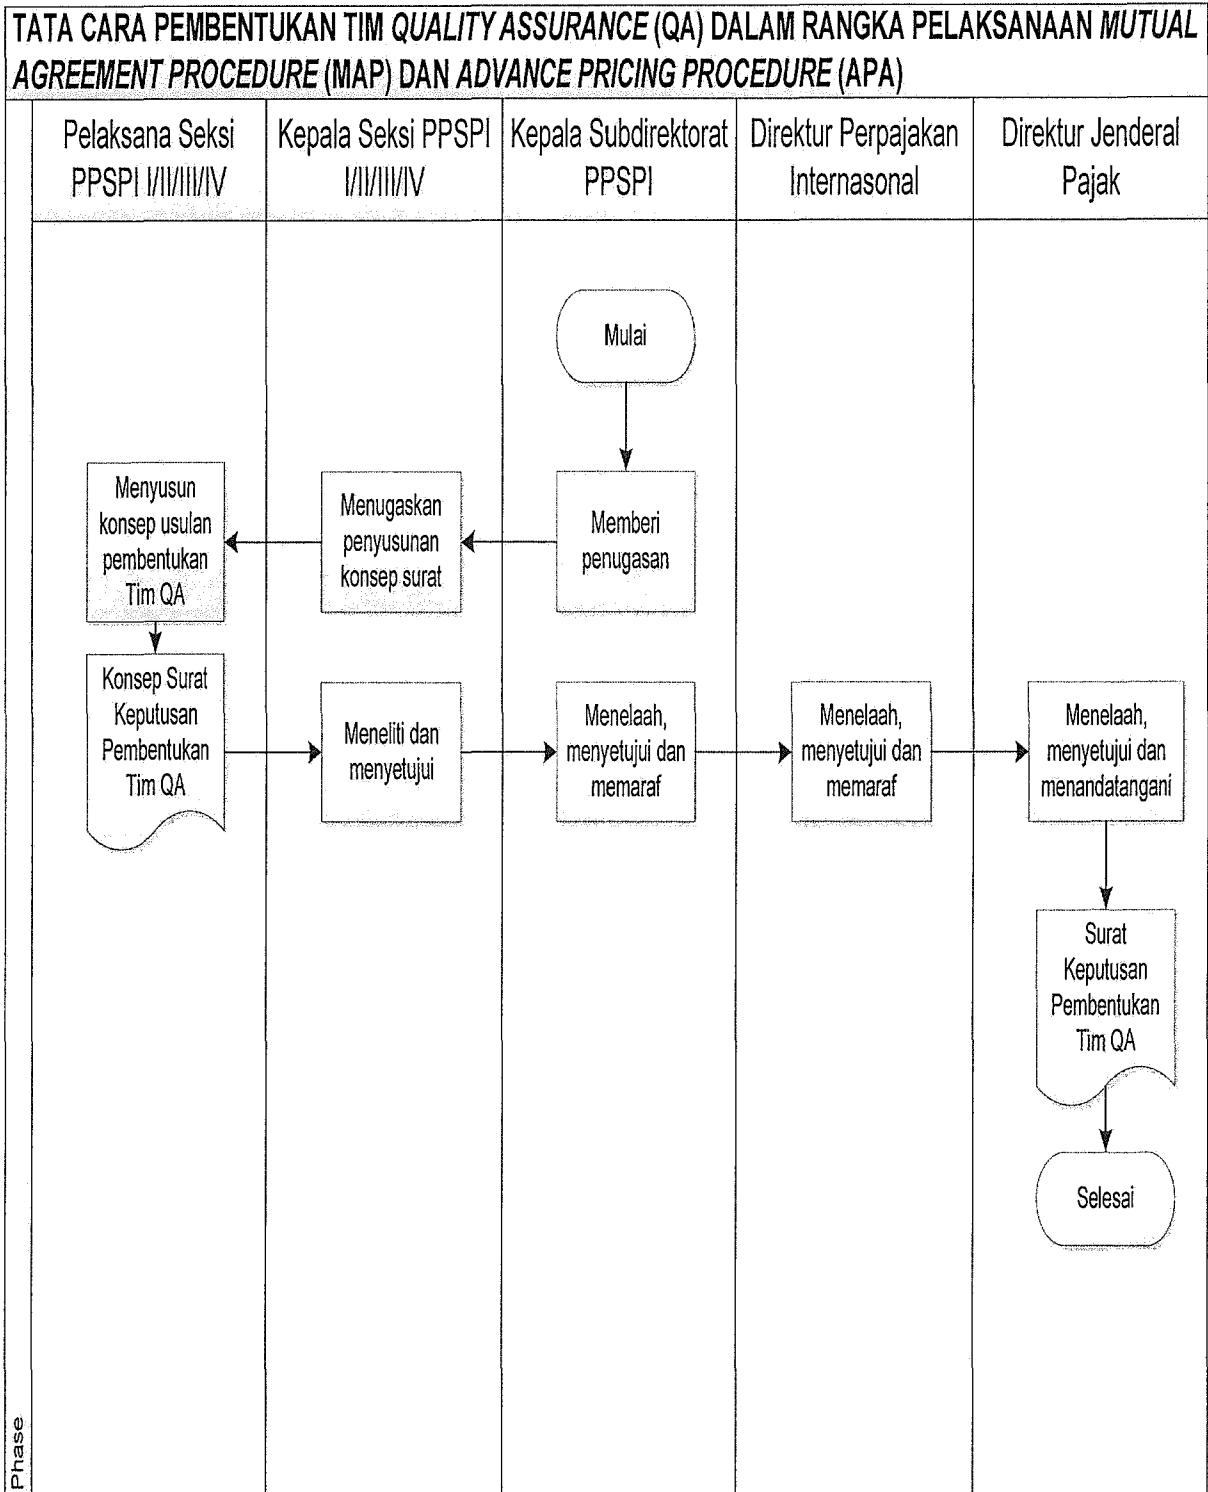 TATA CARA PEMBENTUKAN TIM QUALITY ASSURANCE (QA) DALAM RANGKA PELAKSANAAN MUTUAL
AGREEMENT PROCEDURE (MAP) DAN ADVANCE PRICING PROCEDURE (APA)
Pelaksana Seksi
PPSPI I/II/III/IV
Kepala Seksi PPSPI
I/II/III/IV
Kepala Subdirektorat
PPSPI
Direktur Perpajakan
Internasonal
Direktur Jenderal
Pajak
Mulai
Memberi
penugasan
Menugaskan
penyusunan
konsep surat
Menyusun
konsep usulan
pembentukan
Tim QA
Konsep Surat
Keputusan
Pembentukan
Tim QA
Meneliti dan
menyetujui
Menelaah,
menyetujui dan
memaraf
Menelaah,
menyetujui dan
memaraf
Menelaah,
menyetujui dan
menandatangani
Surat
Keputusan
Pembentukan
Tim QA
Selesai
Phase